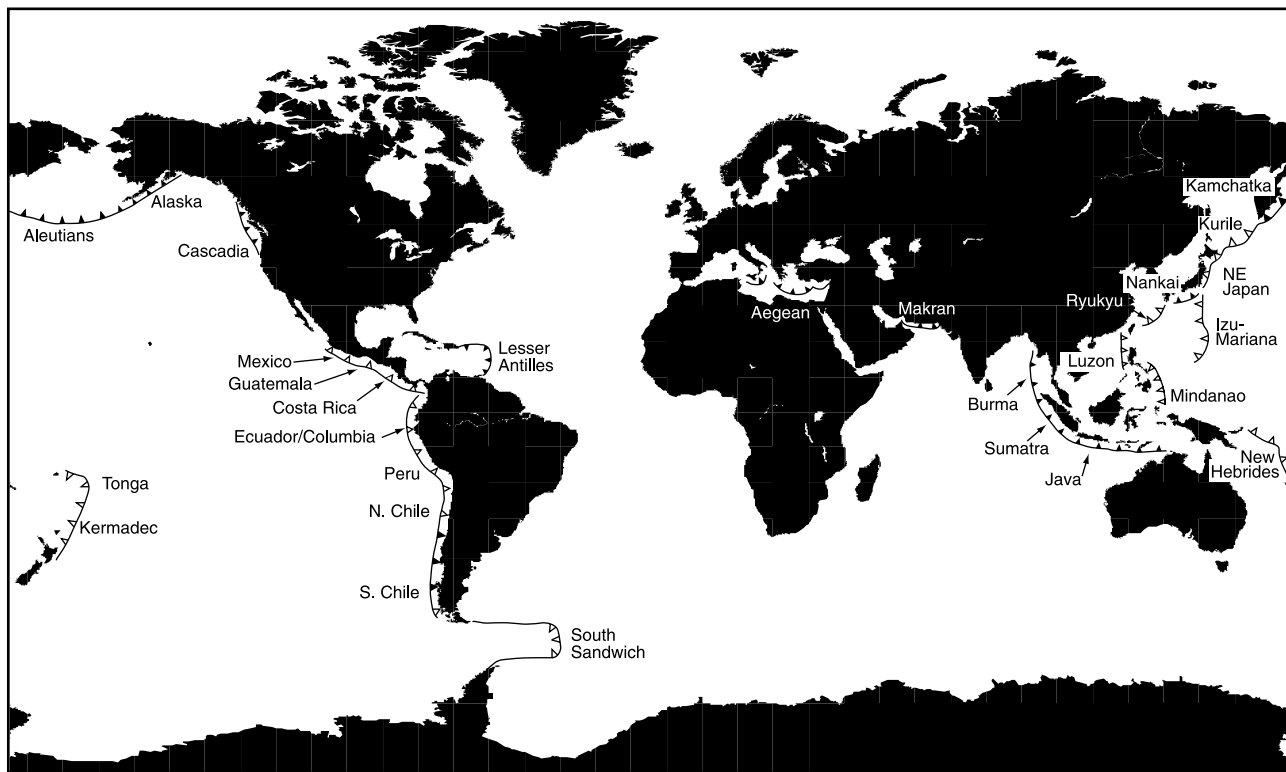 Kamchatka
Alaska
Kurile
Aleutians
Cascadia
NE
Japan
Nankai
Ryukyu
Aegean
Makran
Izu-
Mariana
Lesser
Antilles
Mexico
Luzon
Guatemala
Mindanao
Costa Rica
Burma
Ecuador/Columbia
Sumatra
New
Hebrides
Peru
Java
Tonga
N. Chile
Kermadec
S. Chile
South
Sandwich